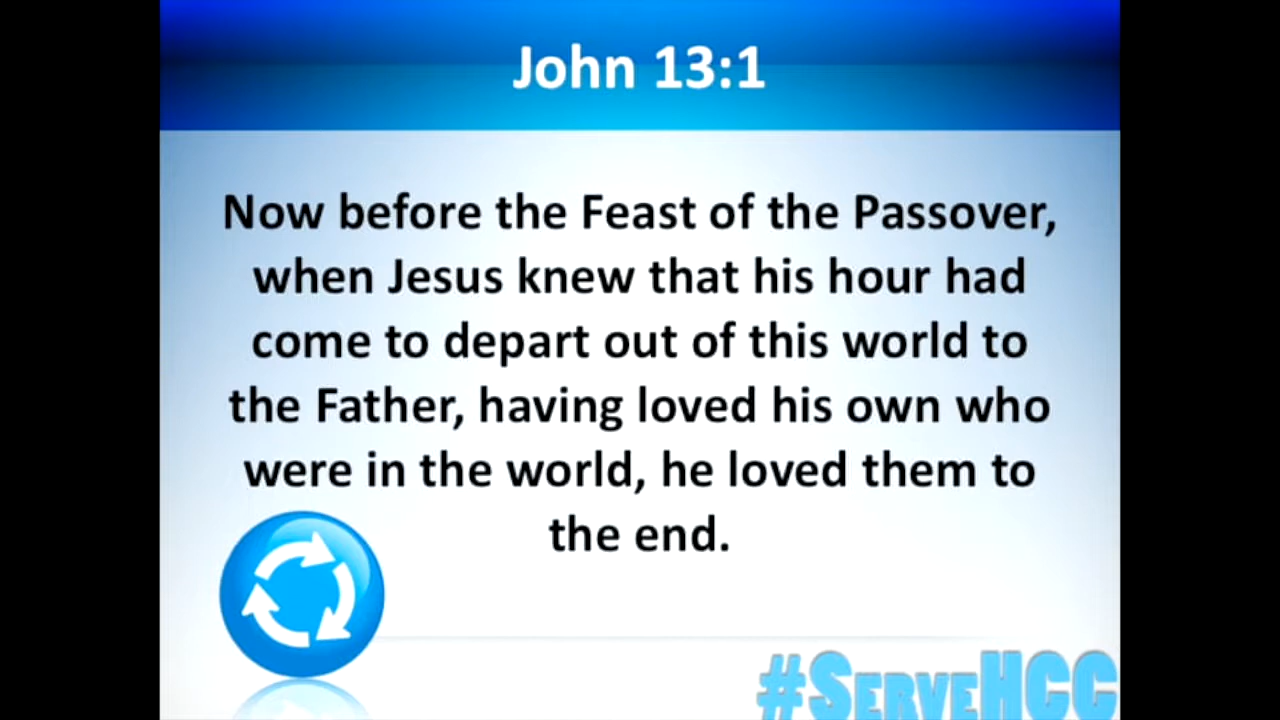 John 13:1
Now before the Feast of the Passover,
when Jesus knew that his hour had
come to depart out of this world to
the Father, having loved his own who
were in the world, he loved them to
the end.
#SERVEHCC